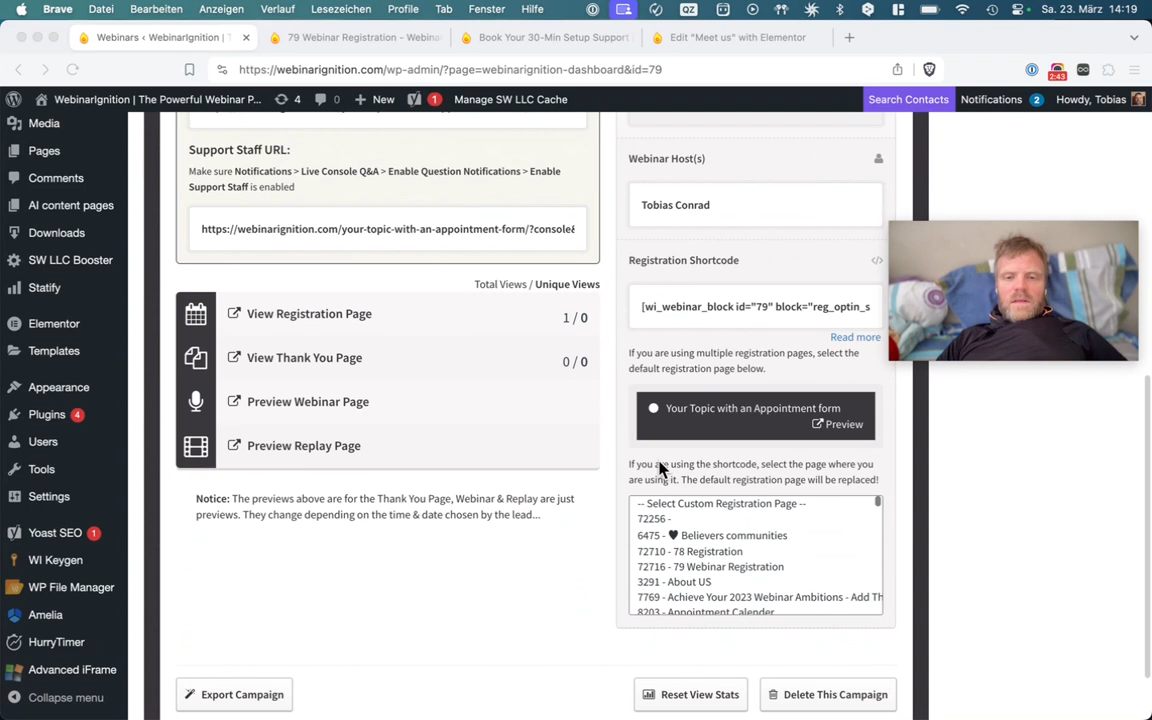 Brave Datei Bearbeiten Anzeigen Verlauf Lesezeichen Profile Tab Fenster Hilfe QZ Sa. 23. März 14:19
Webinars ‹ WebinarIgnition | T
79 Webinar Registration - Webina
Book Your 30-Min Setup Support
Edit "Meet us" with Elementor
https://webinarignition.com/wp-admin/?page=webinarignition-dashboard&id=79
2:43
WebinarIgnition | The Powerful Webinar P... 4 0 New 1 Manage SW LLC Cache Search Contacts Notifications 2 Howdy, Tobias
Media
Pages
Comments
AI content pages
Downloads
SW LLC Booster
Statify
Elementor
Templates
Appearance
Plugins 4
Users
Tools
Settings
Yoast SEO 1
WI Keygen
WP File Manager
Amelia
HurryTimer
Advanced iFrame
Collapse menu
Support Staff URL:
Make sure Notifications > Live Console Q&A > Enable Question Notifications > Enable
Support Staff is enabled
https://webinarignition.com/your-topic-with-an-appointment-form/?console&
Total Views / Unique Views
View Registration Page 1 / 0
View Thank You Page 0 / 0
Preview Webinar Page
Preview Replay Page
Notice: The previews above are for the Thank You Page, Webinar & Replay are just
previews. They change depending on the time & date chosen by the lead...
Webinar Host(s)
Tobias Conrad
Registration Shortcode </>
[wi_webinar_block id="79" block="reg_optin_s
Read more
If you are using multiple registration pages, select the
default registration page below.
Your Topic with an Appointment form
Preview
If you are using the shortcode, select the page where you
are using it. The default registration page will be replaced!
-- Select Custom Registration Page --
72256 -
6475 - ♥ Believers communities
72710 - 78 Registration
72716 - 79 Webinar Registration
3291 - About US
7769 - Achieve Your 2023 Webinar Ambitions - Add Th
8203 - Appointment Calender
Export Campaign
Reset View Stats
Delete This Campaign